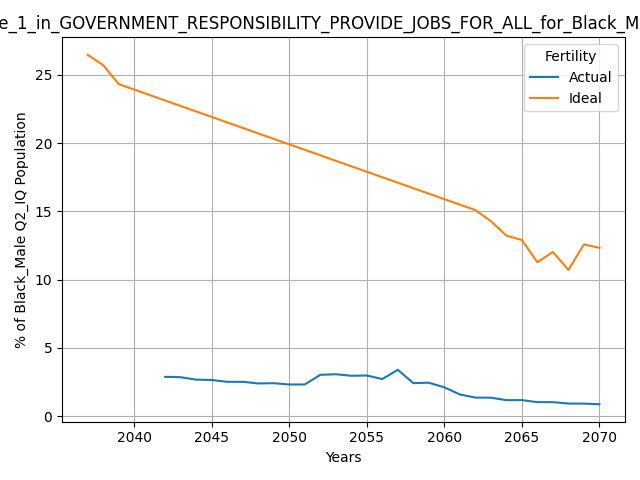 e_1_in_GOVERNMENT_RESPONSIBILITY_PROVIDE_JOBS_FOR_ALL_for_Black_M
Fertility
Actual
Ideal
% of Black_Male Q2_IQ Population
25
20
15
10
5
0
2040 2045 2050 2055 2060 2065 2070
Years